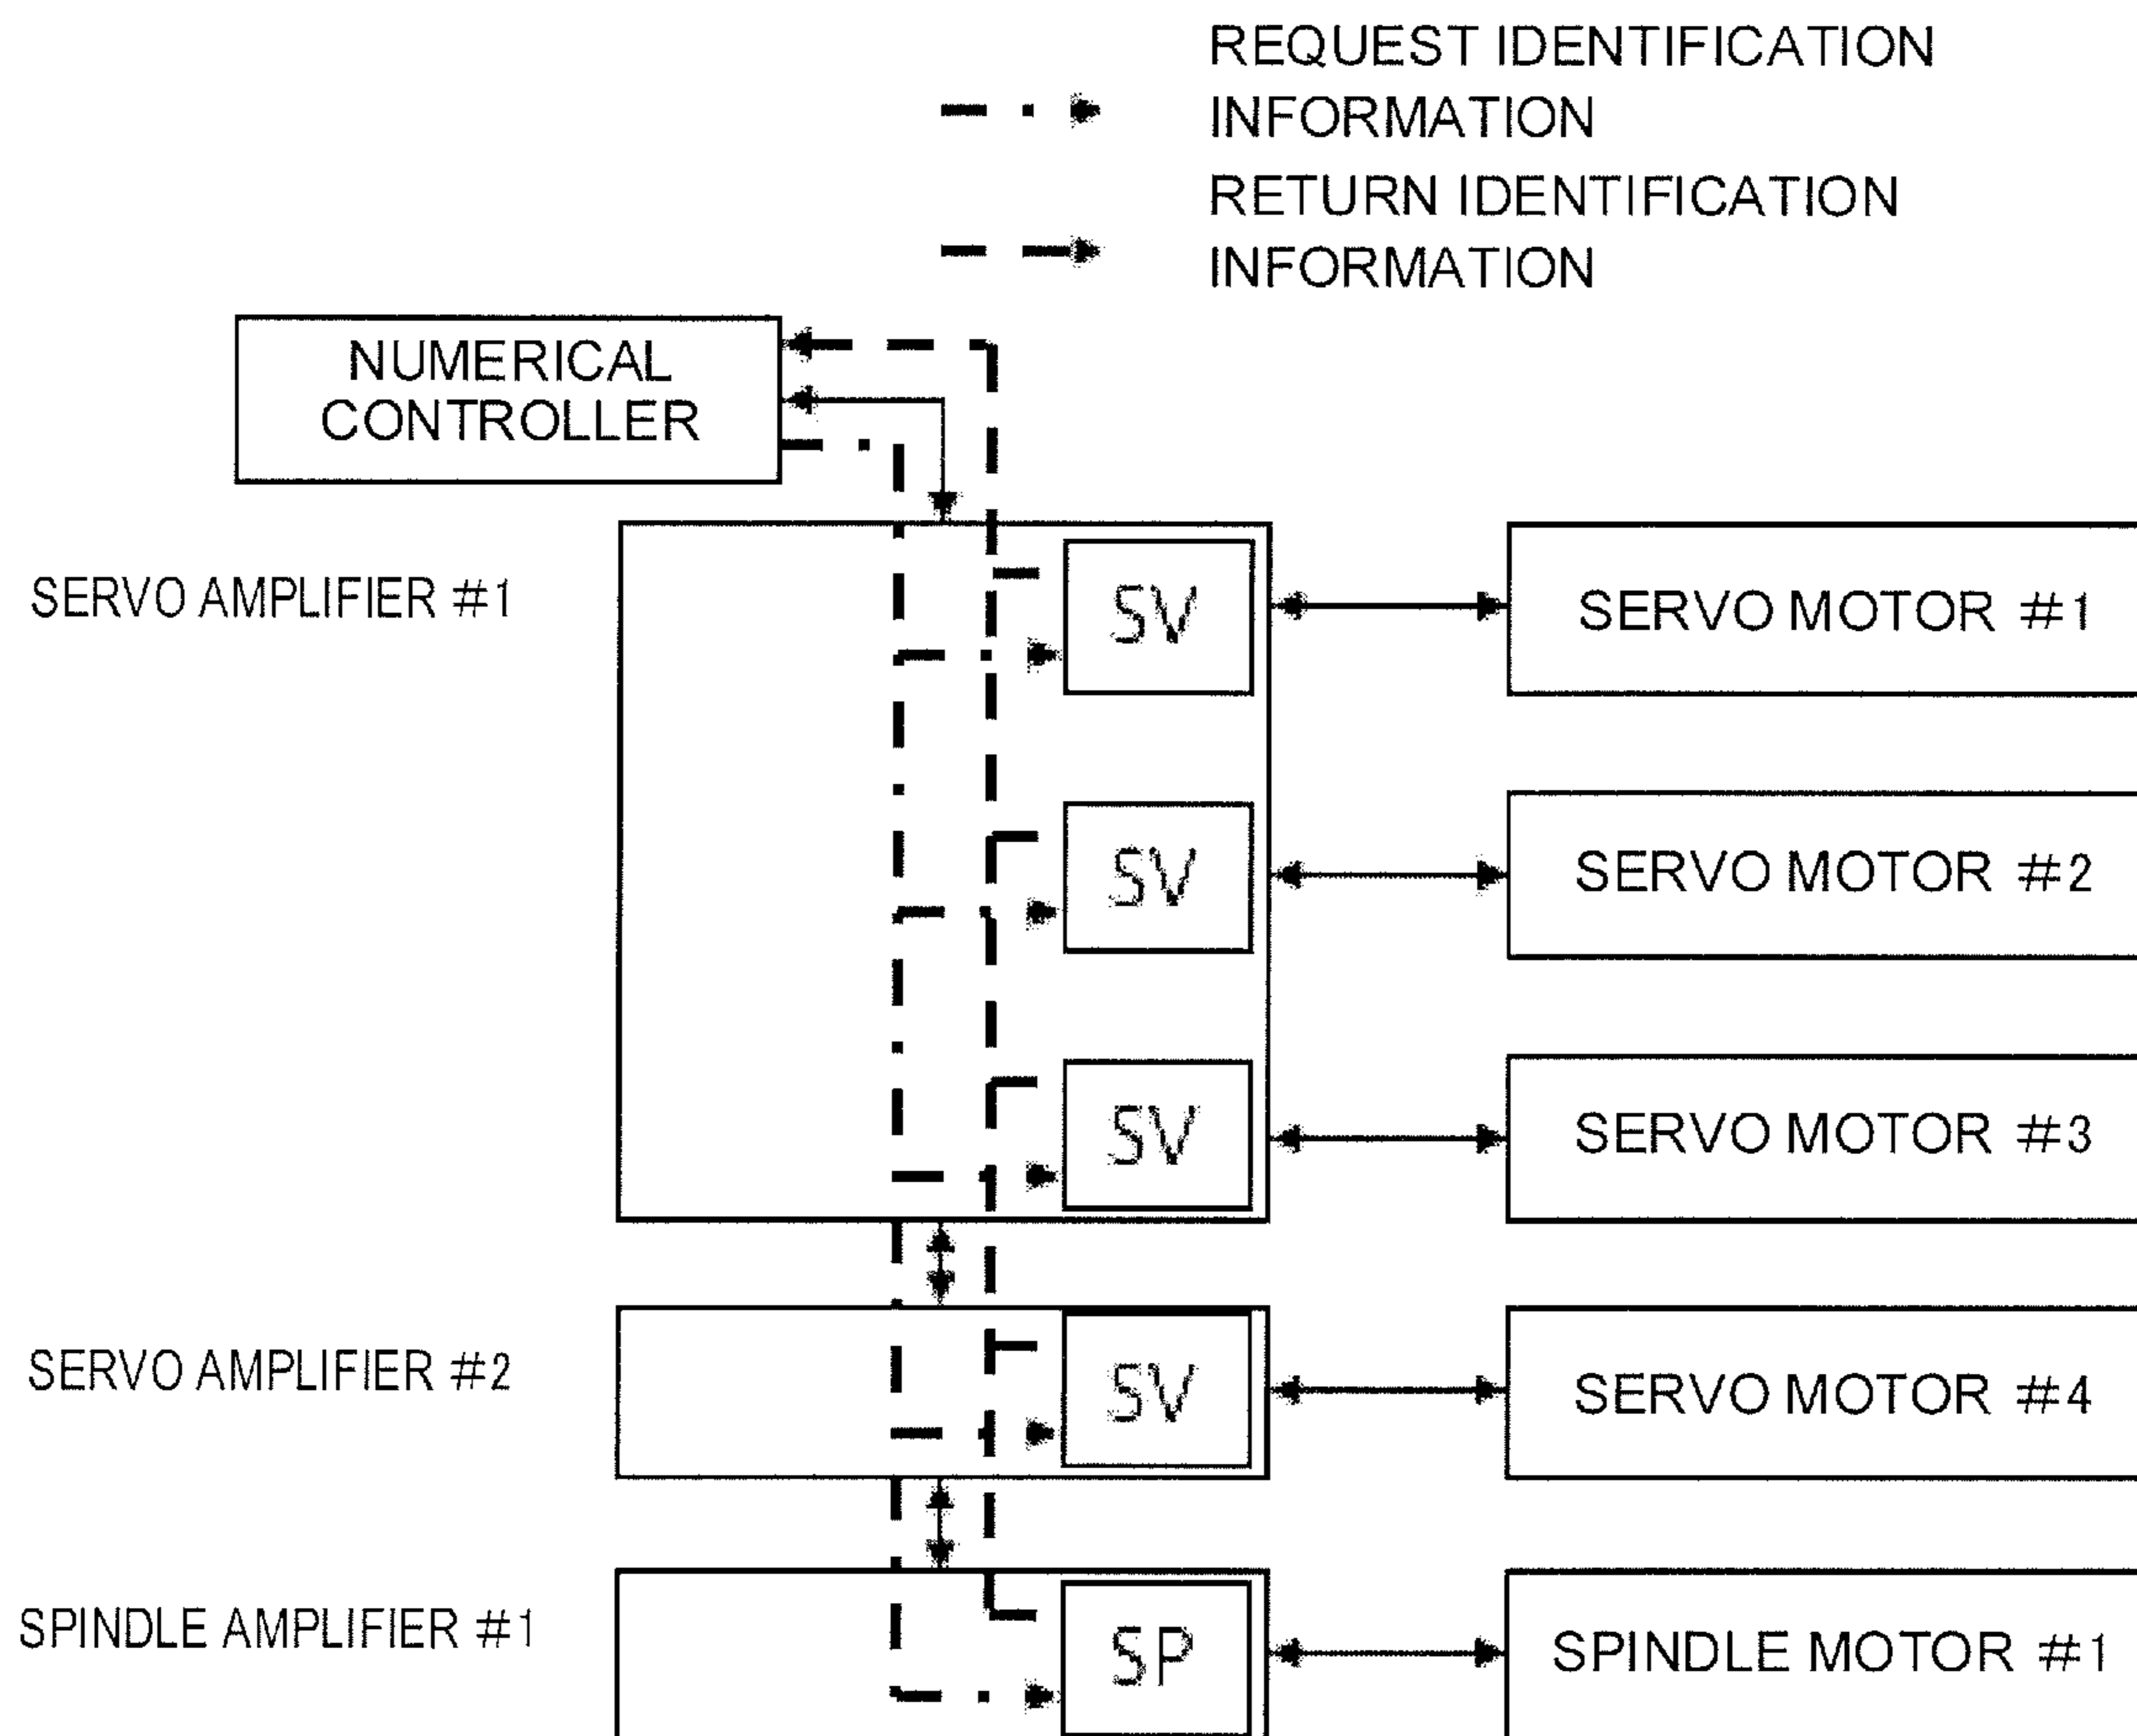 REQUEST IDENTIFICATION
INFORMATION
RETURN IDENTIFICATION
INFORMATION
NUMERICAL
CONTROLLER
SERVO AMPLIFIER #1
SV
SERVO MOTOR #1
SV
SERVO MOTOR #2
SV
SERVO MOTOR #3
SERVO AMPLIFIER #2
SV
SERVO MOTOR #4
SPINDLE AMPLIFIER #1
SP
SPINDLE MOTOR #1